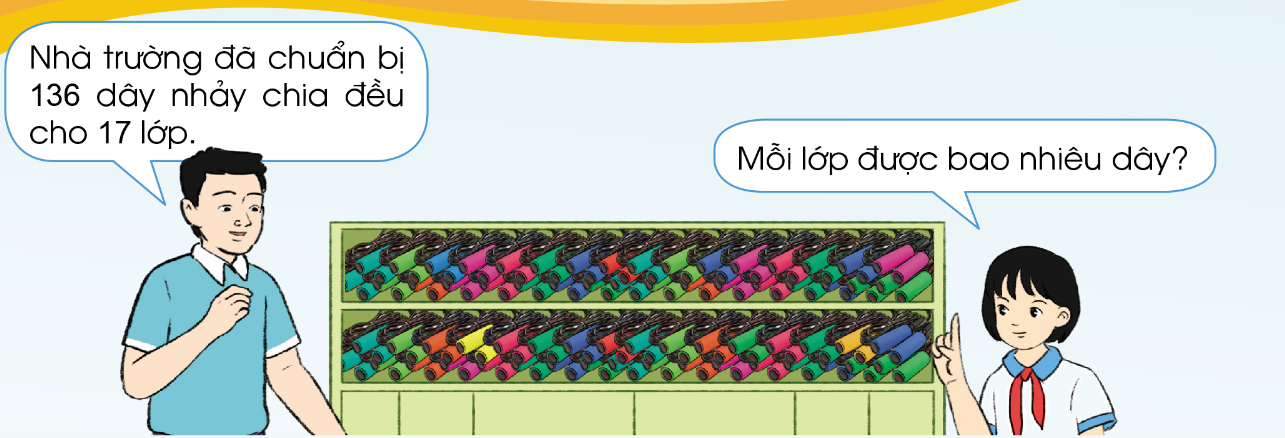 Nhà trường đã chuẩn bị
136 dây nhảy chia đều
cho 17 lớp.
Mỗi lớp được bao nhiêu dây?